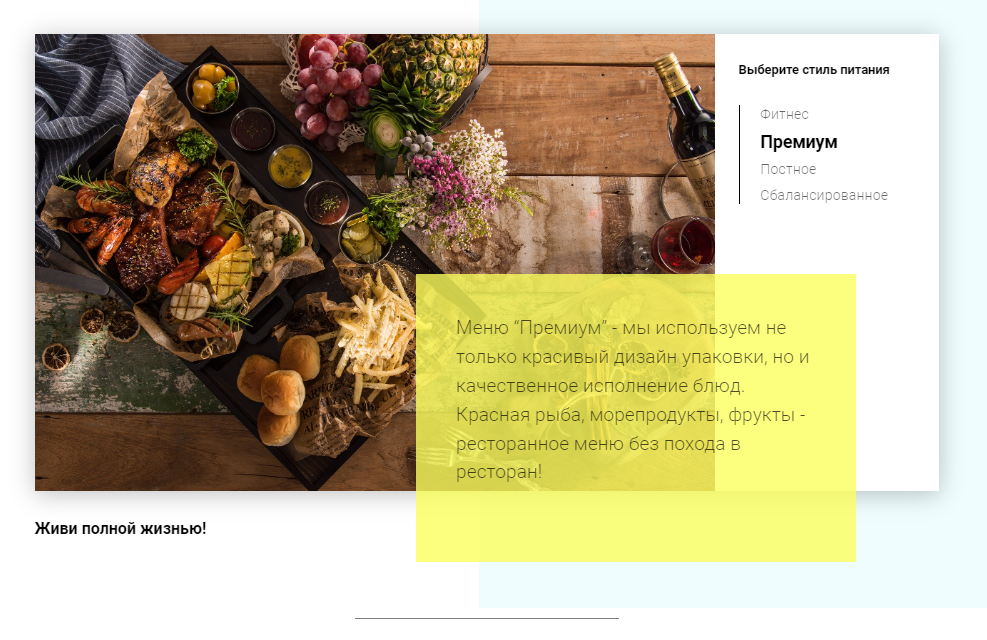 Выберите стиль питания
Фитнес
Премиум
Постное
Сбалансированное
Меню “Премиум” - мы используем не
только красивый дизайн упаковки, но и
качественное исполнение блюд.
Красная рыба, морепродукты, фрукты -
ресторанное меню без похода в
ресторан!
Живи полной жизнью!